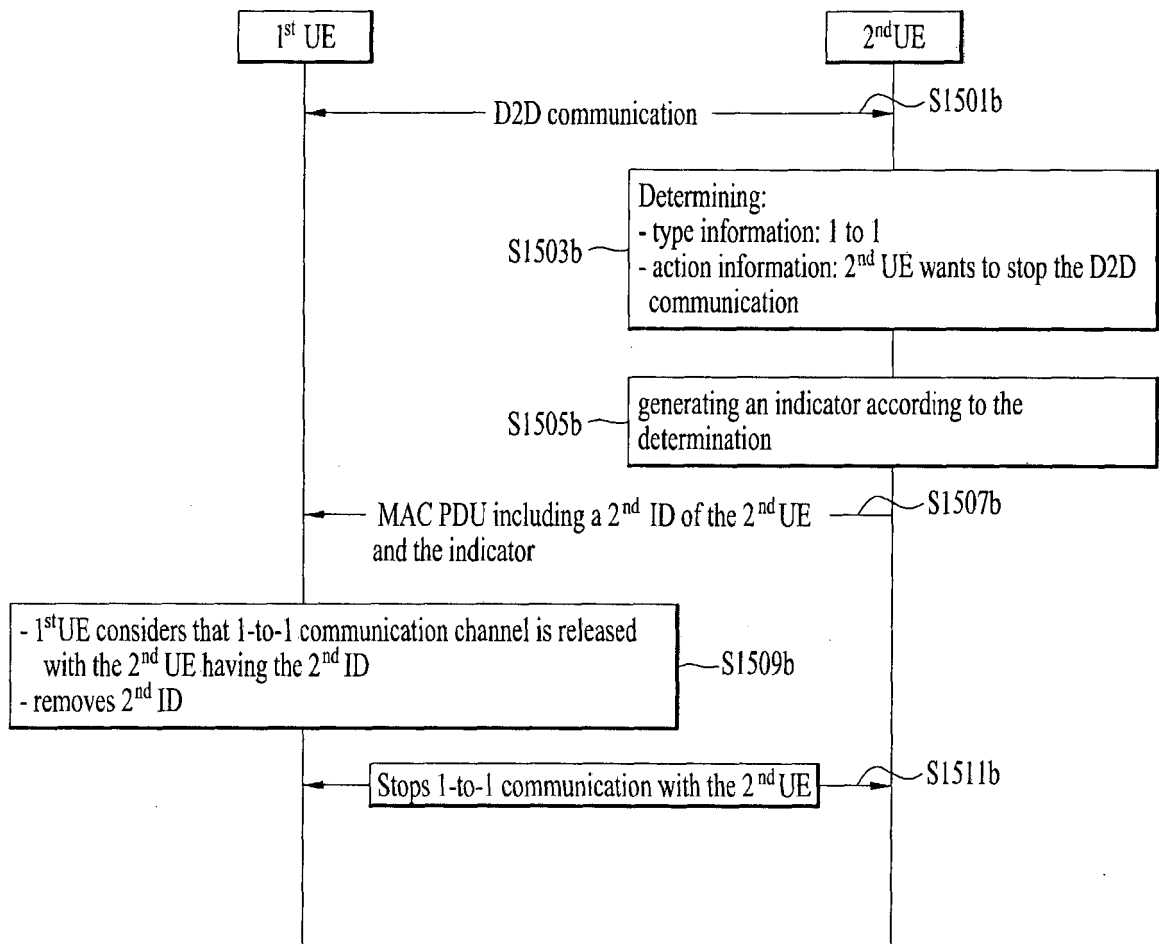 1st UE
2nd UE
D2D communication
S1501b
Determining:
- type information: 1 to 1
- action information: 2nd UE wants to stop the D2D
communication
S1503b
generating an indicator according to the
determination
S1505b
MAC PDU including a 2nd ID of the 2nd UE
and the indicator
S1507b
- 1st UE considers that 1-to-1 communication channel is released
with the 2nd UE having the 2nd ID
- removes 2nd ID
S1509b
Stops 1-to-1 communication with the 2nd UE
S1511b